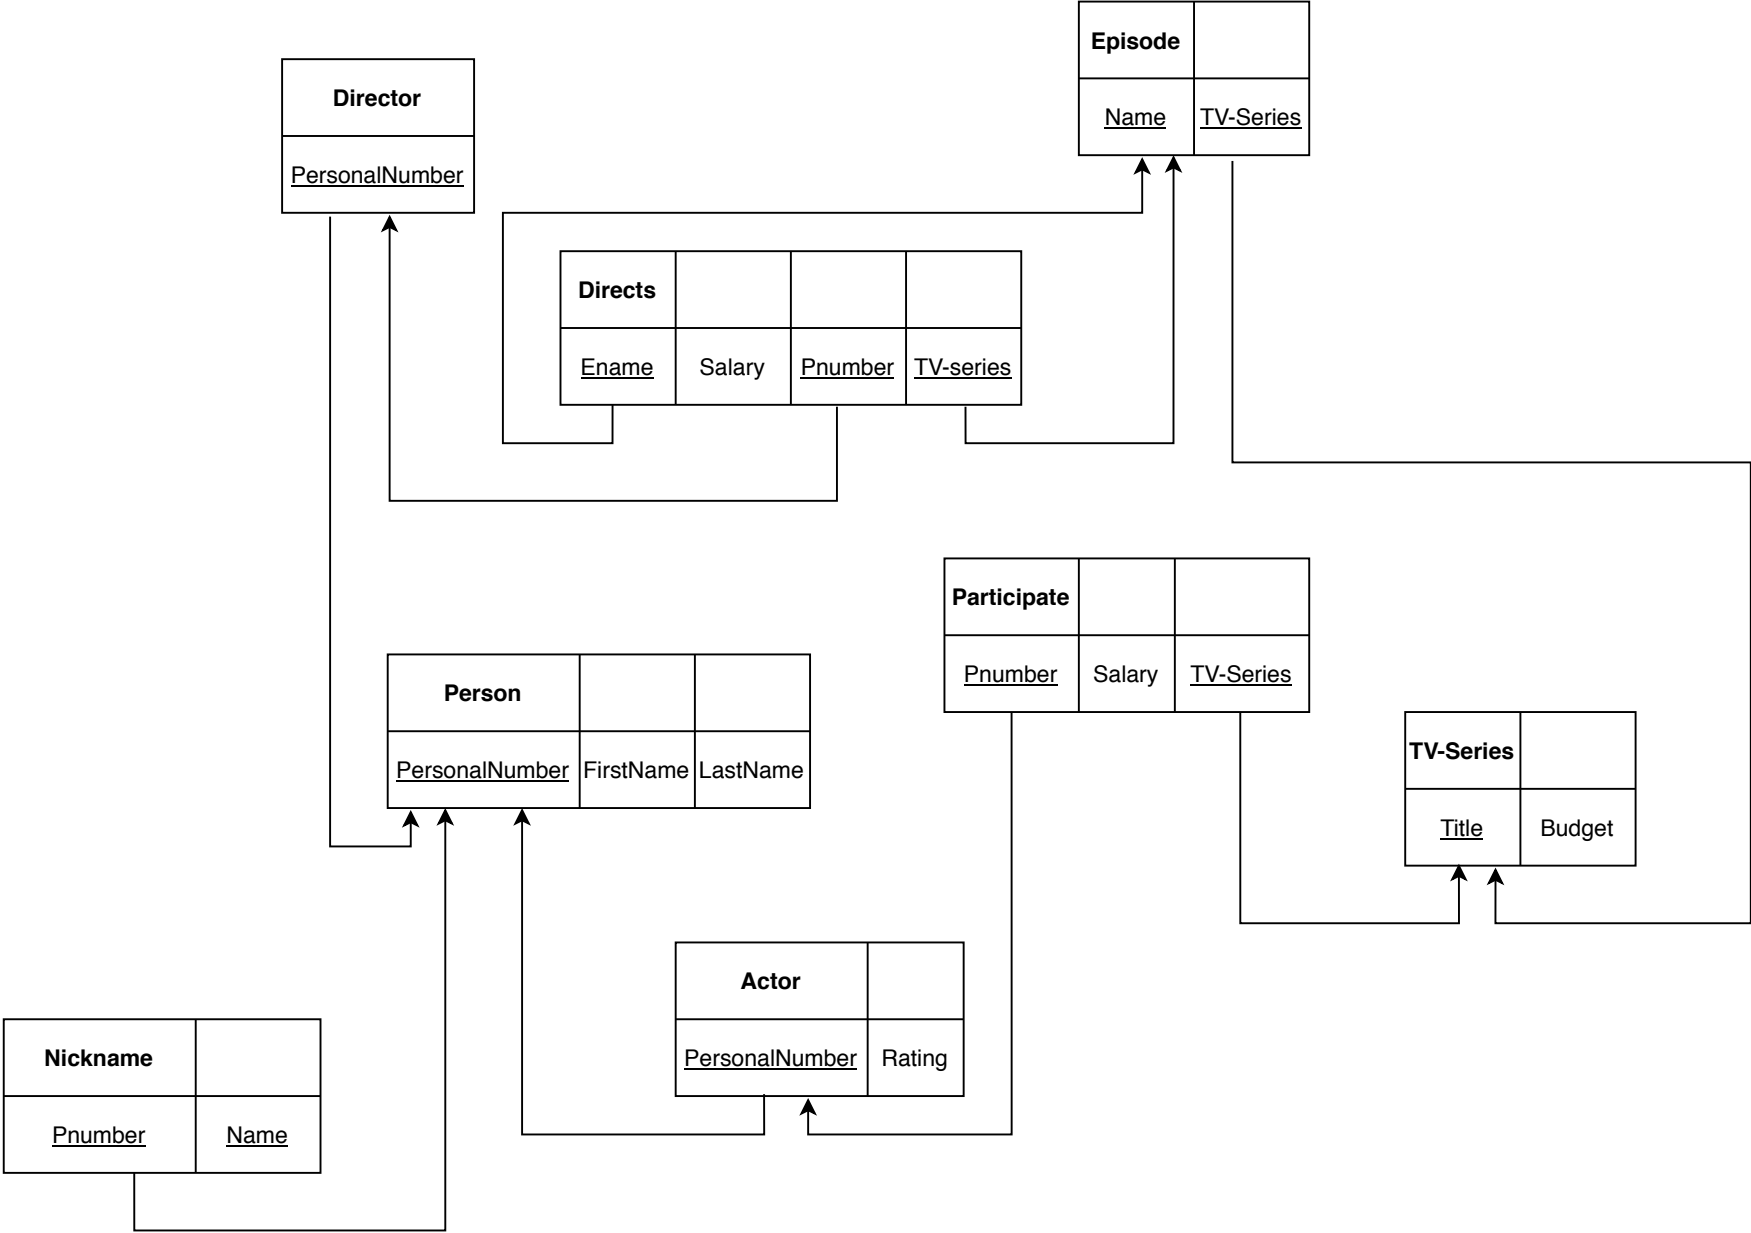 Episode
Name TV-Series
Director
PersonalNumber
Directs
Ename Salary Pnumber TV-series
Participate
Pnumber Salary TV-Series
Person
PersonalNumber FirstName LastName
TV-Series
Title Budget
Actor
PersonalNumber Rating
Nickname
Pnumber Name